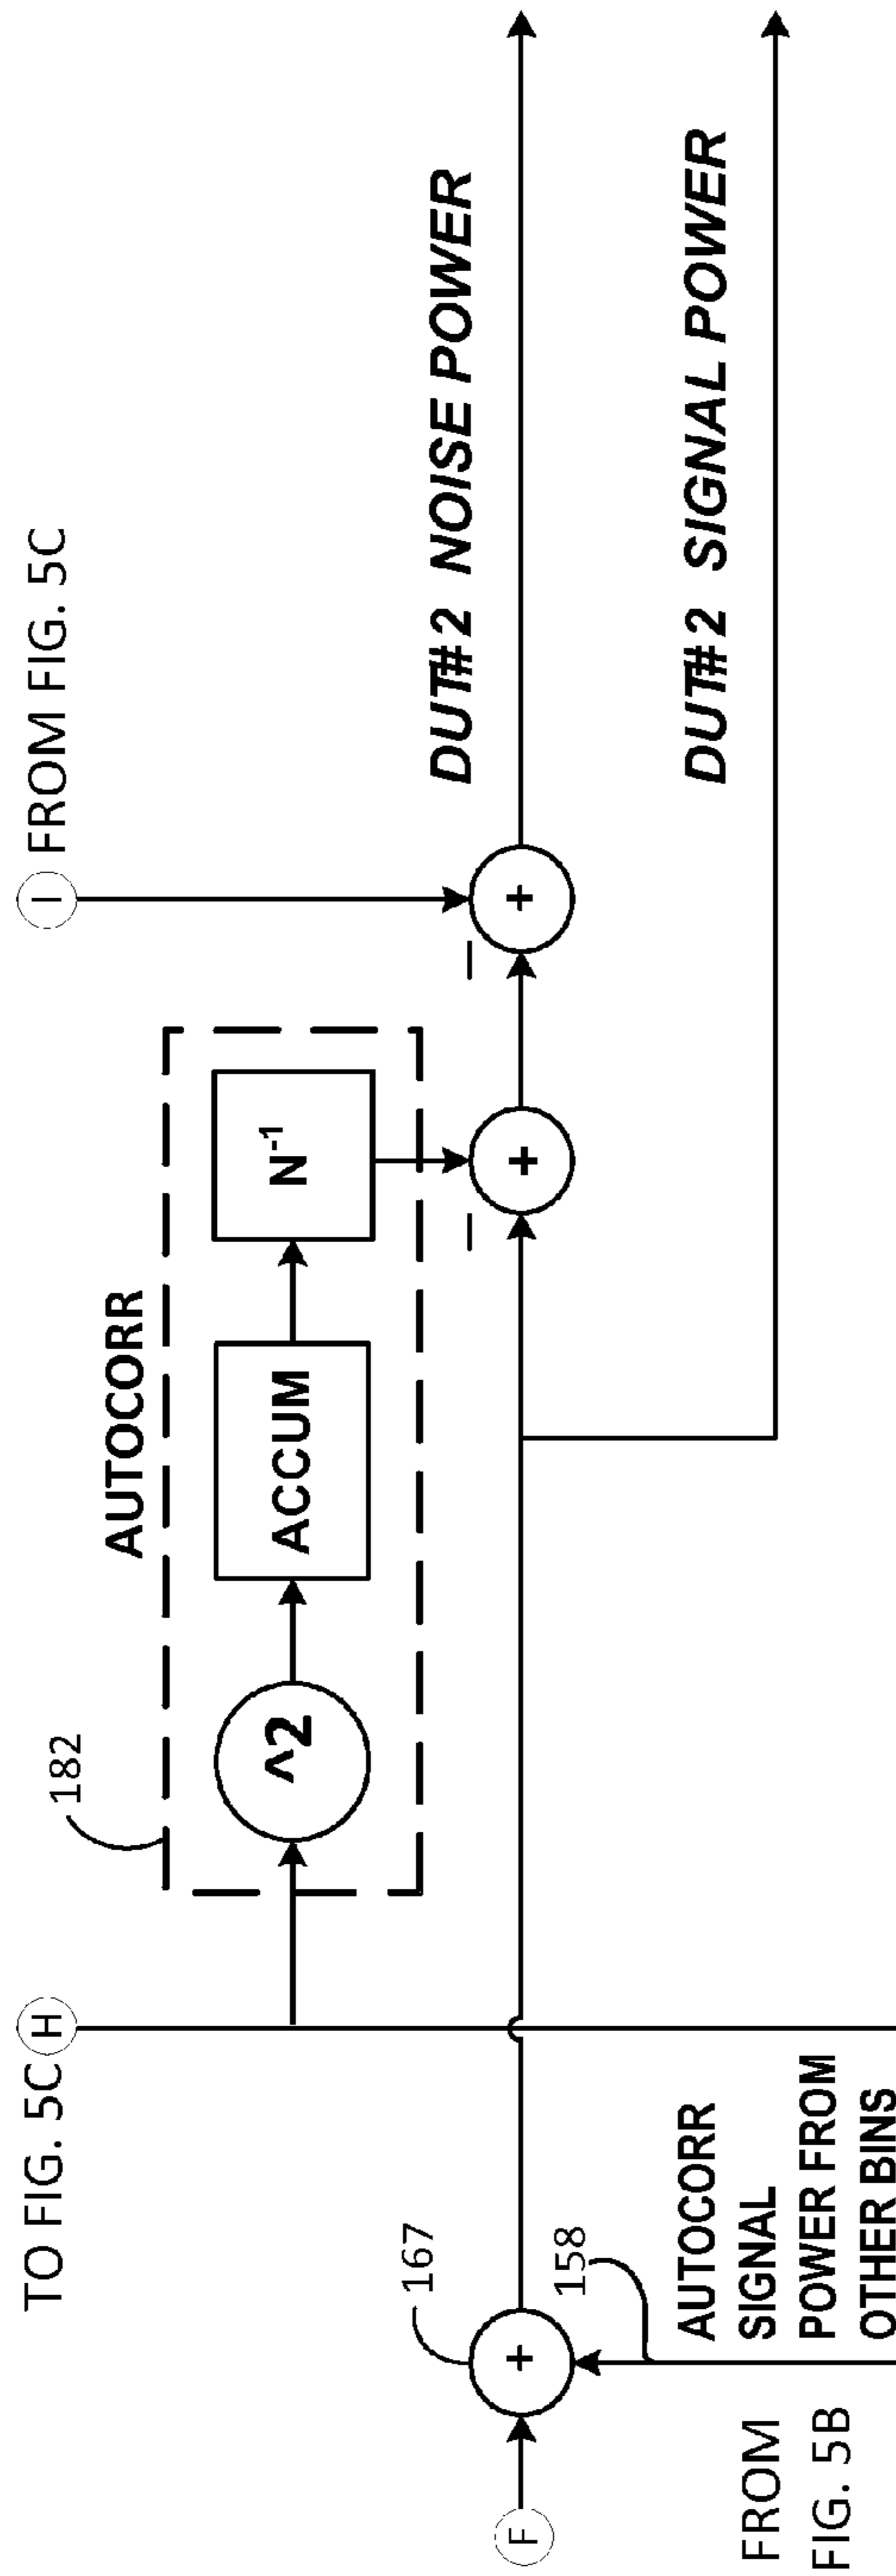 TO FIG. 5C
H
I
FROM FIG. 5C
182
AUTOCORR
^2
ACCUM
N⁻¹
F
167
+
–
+
–
+
DUT# 2 NOISE POWER
158
AUTOCORR
SIGNAL
POWER FROM
OTHER BINS
DUT# 2 SIGNAL POWER
FROM
FIG. 5B